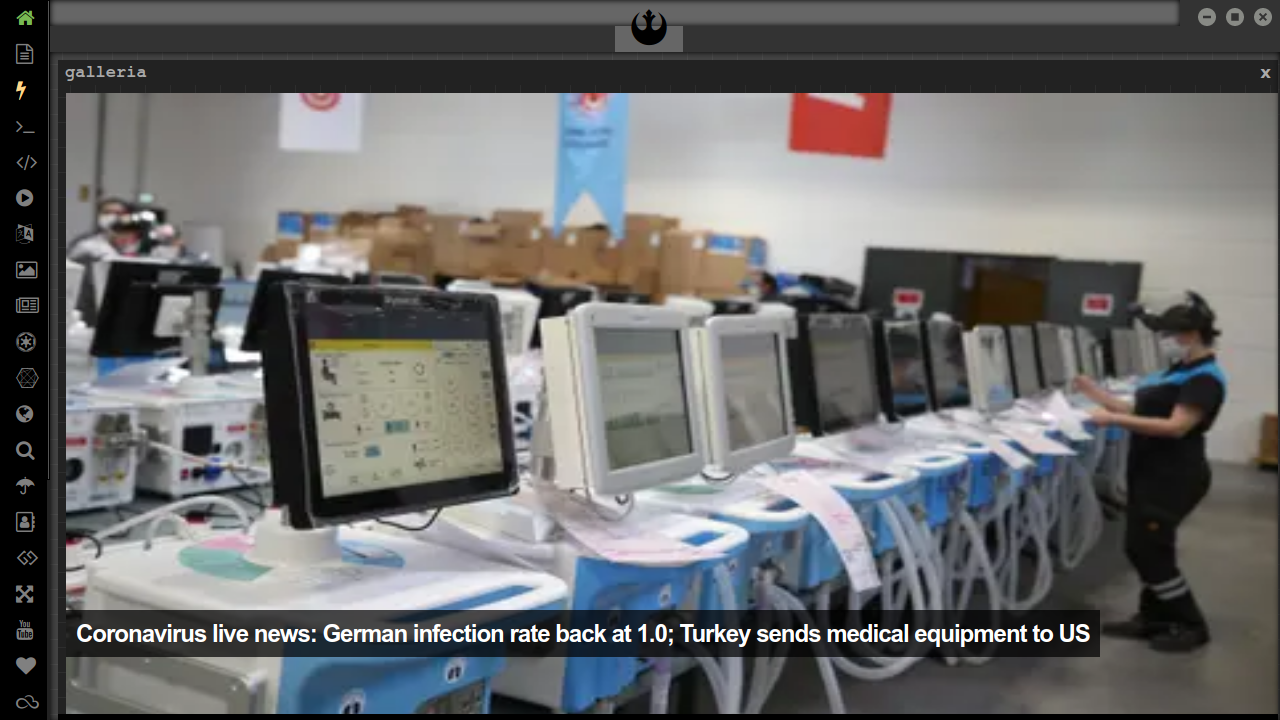 galleria
x
Coronavirus live news: German infection rate back at 1.0; Turkey sends medical equipment to US
You
Tube